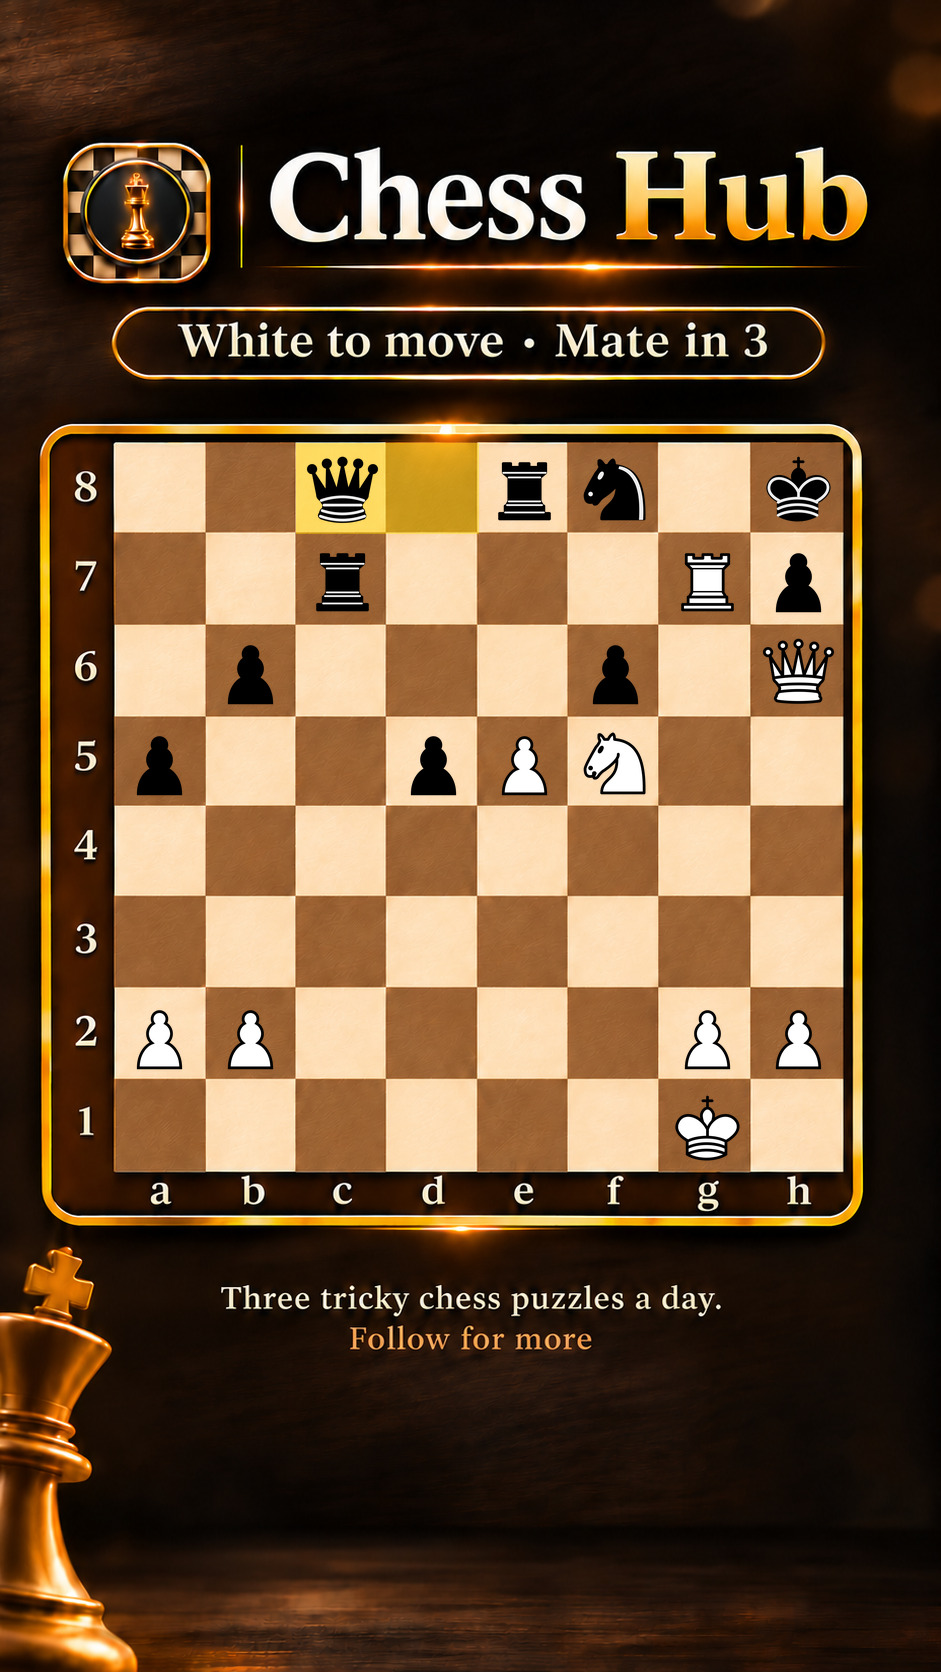 Chess Hub
White to move • Mate in 3
8
7
6
5
4
3
2
1
a b c d e f g h
Three tricky chess puzzles a day.
Follow for more